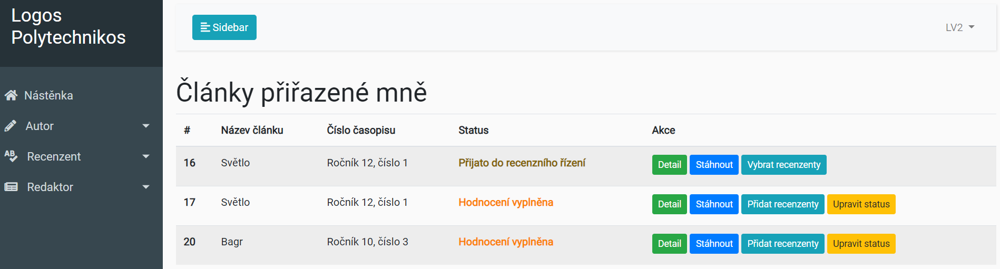 Logos
Polytechnikos
Sidebar
LV2
Nástěnka
Autor
AB Recenzent
Redaktor
Články přiřazené mně
# Název článku Číslo časopisu Status Akce
16 Světlo Ročník 12, číslo 1 Přijato do recenzního řízení Detail Stáhnout Vybrat recenzenty
17 Světlo Ročník 12, číslo 1 Hodnocení vyplněna Detail Stáhnout Přidat recenzenty Upravit status
20 Bagr Ročník 10, číslo 3 Hodnocení vyplněna Detail Stáhnout Přidat recenzenty Upravit status